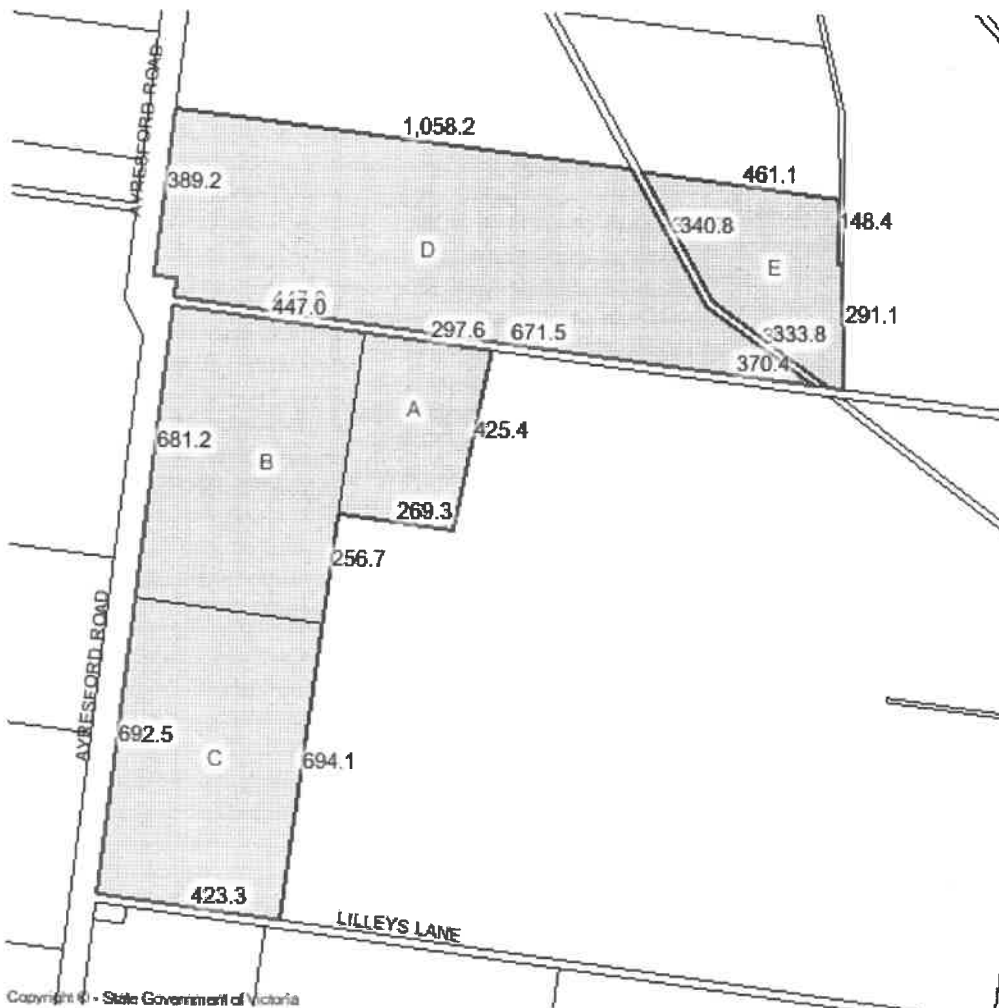 AYRESFORD ROAD
1,058.2
461.1
389.2
340.8
148.4
D
E
447.0
297.6
671.5
291.1
333.8
370.4
A
425.4
681.2
B
269.3
256.7
AYRESFORD ROAD
692.5
C
694.1
423.3
LILLEYS LANE
Copyright © - State Government of Victoria